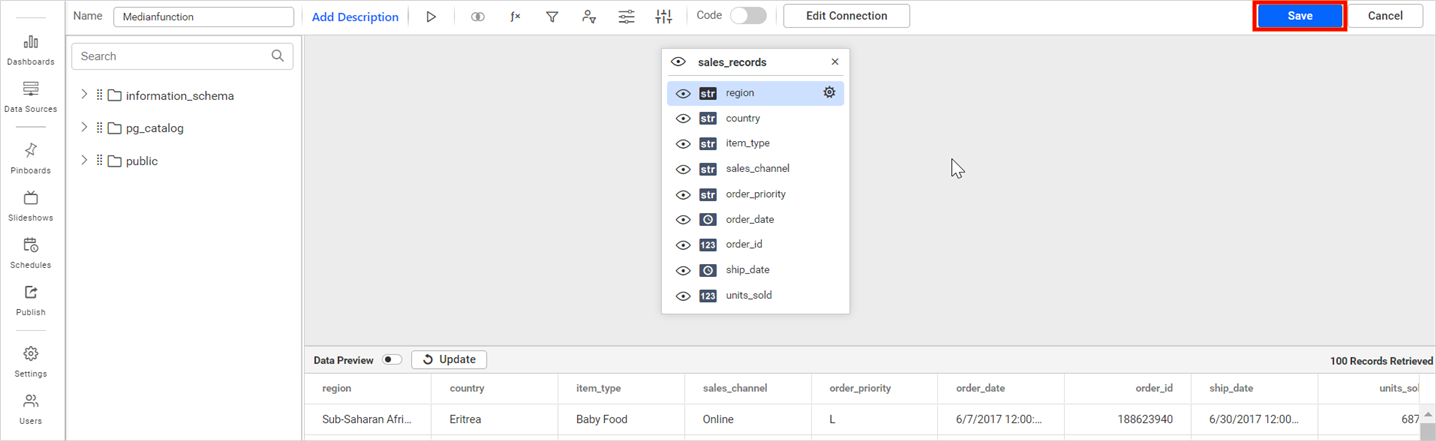 Name Medianfunction Add Description ƒx Code Edit Connection Save Cancel
Dashboards
Data Sources
Pinboards
Slideshows
Schedules
Publish
Settings
Users
Search
information_schema
pg_catalog
public
sales_records
str region
str country
str item_type
str sales_channel
str order_priority
order_date
123 order_id
ship_date
123 units_sold
Data Preview Update 100 Records Retrieved
region country item_type sales_channel order_priority order_date order_id ship_date units_sol
Sub-Saharan Afri... Eritrea Baby Food Online L 6/7/2017 12:00:... 188623940 6/30/2017 12:00... 687